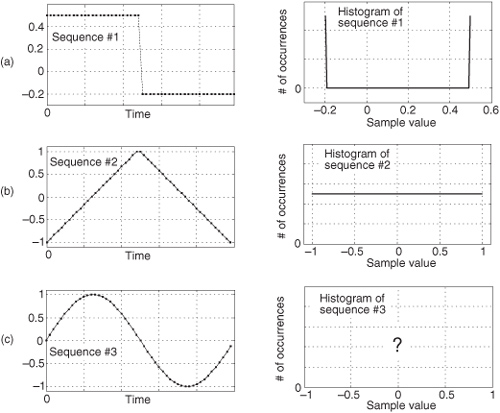 (a)
0.4
0.2
0
−0.2
Sequence #1
0
Time
# of occurrences
0
Histogram of
sequence #1
−0.2 0 0.2 0.4 0.6
Sample value
(b)
1
0.5
0
−0.5
−1
Sequence #2
0
Time
# of occurrences
0
Histogram of
sequence #2
−1 −0.5 0 0.5 1
Sample value
(c)
1
0.5
0
−0.5
−1
Sequence #3
0
Time
# of occurrences
0
Histogram of
sequence #3
?
−1 −0.5 0 0.5 1
Sample value